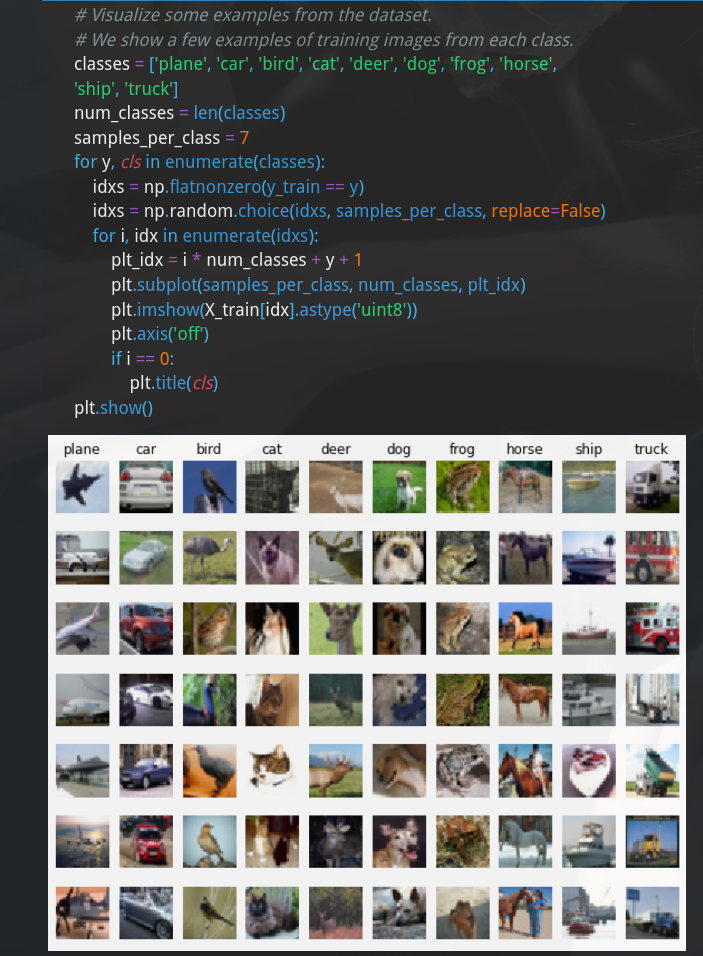 # Visualize some examples from the dataset.
# We show a few examples of training images from each class.
classes = ['plane', 'car', 'bird', 'cat', 'deer', 'dog', 'frog', 'horse',
'ship', 'truck']
num_classes = len(classes)
samples_per_class = 7
for y, cls in enumerate(classes):
    idxs = np.flatnonzero(y_train == y)
    idxs = np.random.choice(idxs, samples_per_class, replace=False)
    for i, idx in enumerate(idxs):
        plt_idx = i * num_classes + y + 1
        plt.subplot(samples_per_class, num_classes, plt_idx)
        plt.imshow(X_train[idx].astype('uint8'))
        plt.axis('off')
        if i == 0:
            plt.title(cls)
plt.show()
plane car bird cat deer dog frog horse ship truck